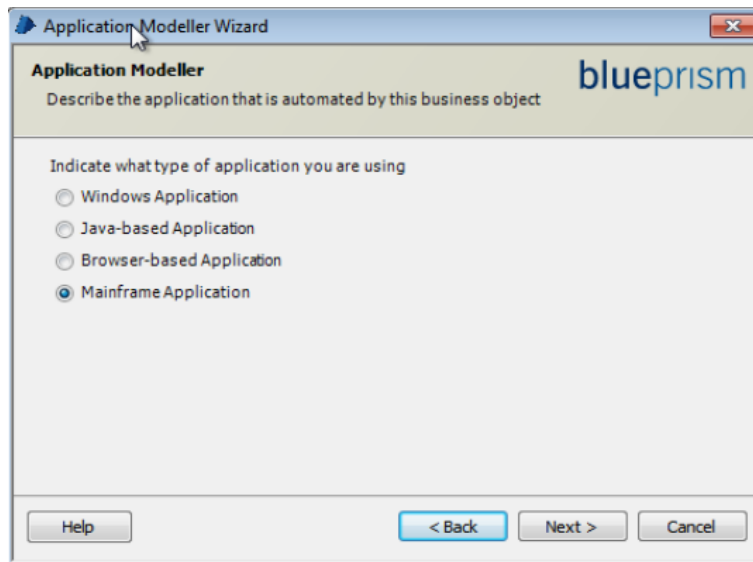 Application Modeller Wizard
Application Modeller
blueprism
Describe the application that is automated by this business object
Indicate what type of application you are using
Windows Application
Java-based Application
Browser-based Application
Mainframe Application
Help
< Back
Next >
Cancel